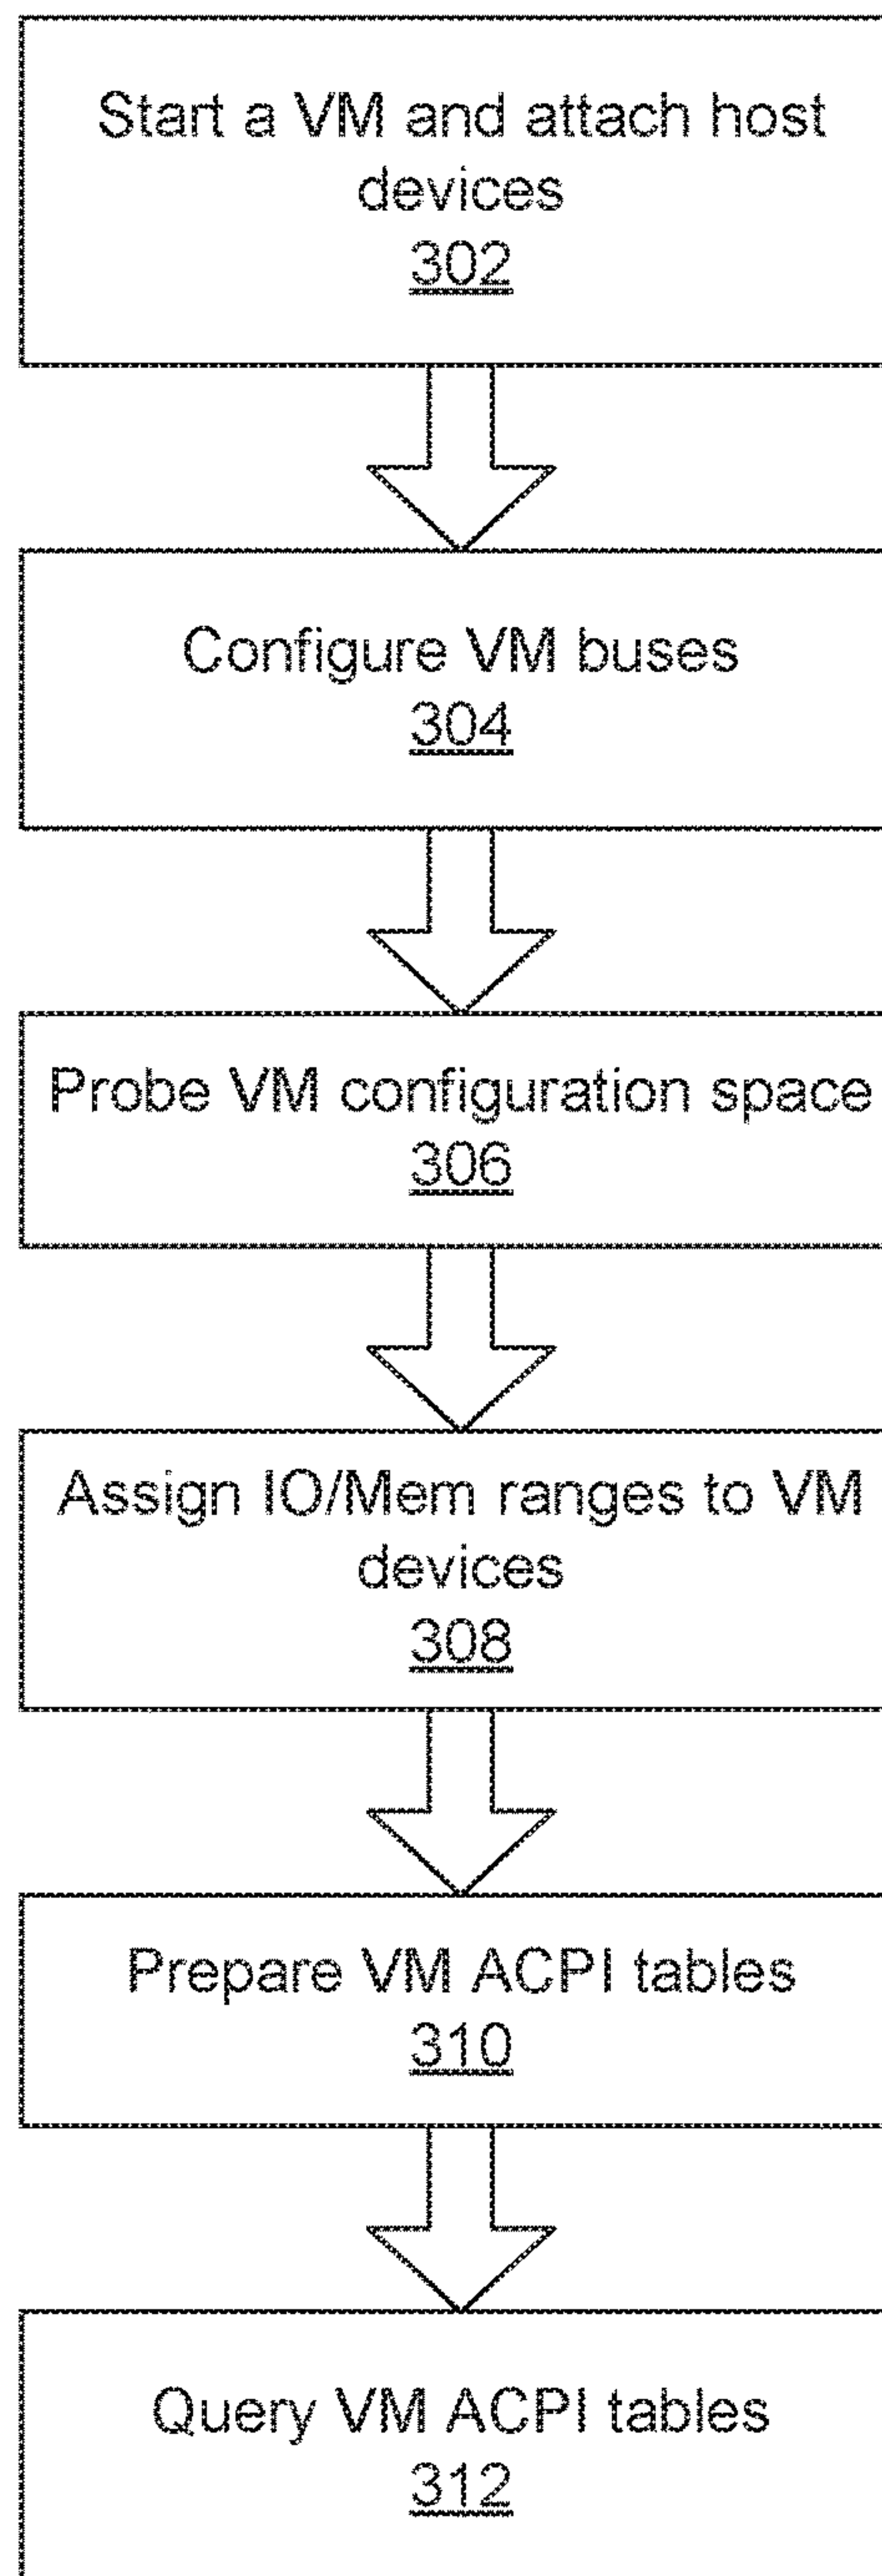 Start a VM and attach host
devices
302
Configure VM buses
304
Probe VM configuration space
306
Assign IO/Mem ranges to VM
devices
308
Prepare VM ACPI tables
310
Query VM ACPI tables
312